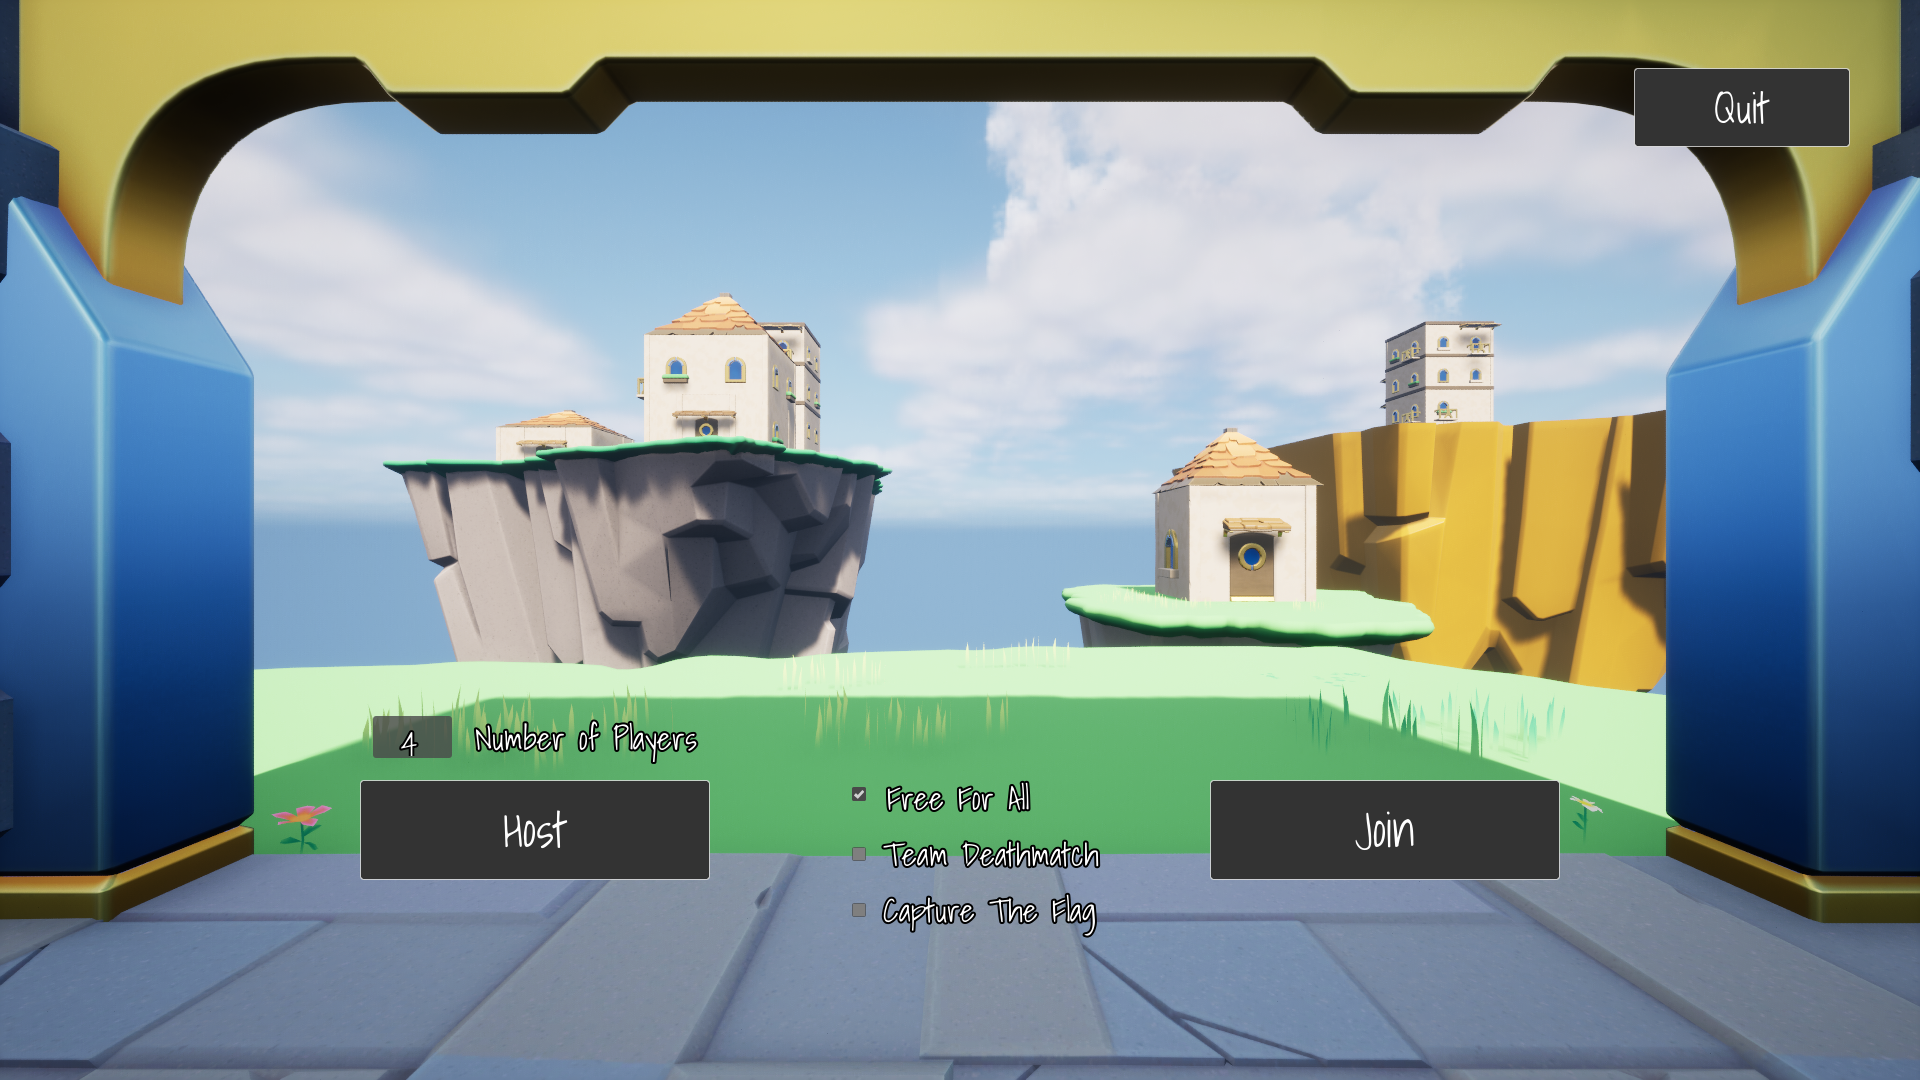 Quit
4 Number of Players
Host
Free For All
Team Deathmatch
Capture The Flag
Join